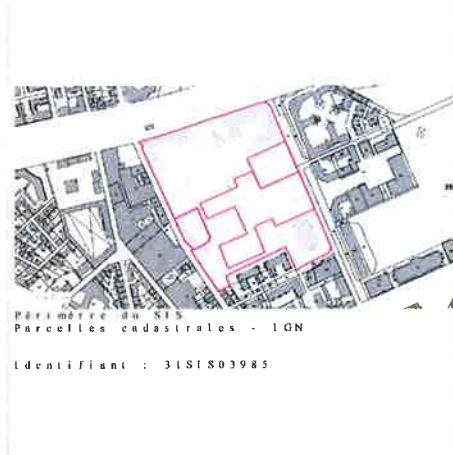 Périmètre du SIS
Parcelles cadastrales - IGN
Identifiant : 31SIS03985